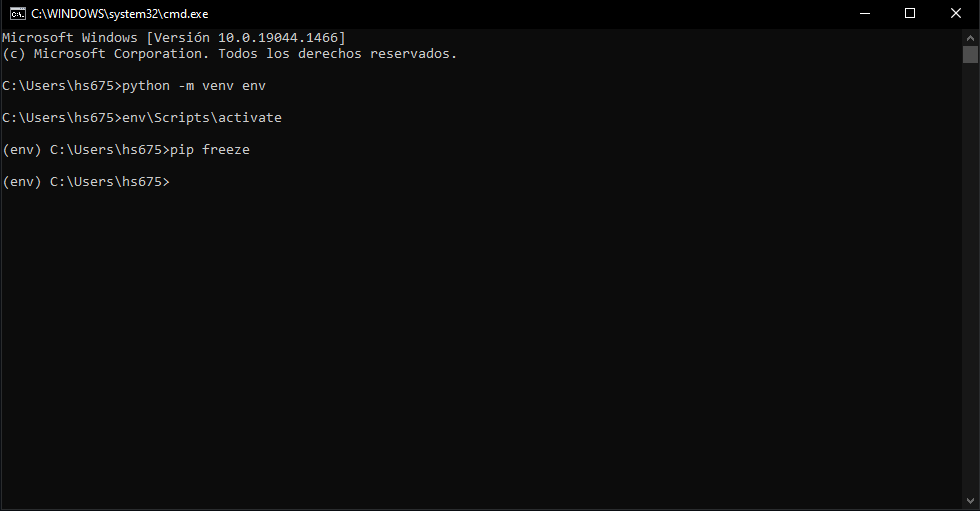 C:\WINDOWS\system32\cmd.exe
Microsoft Windows [Versión 10.0.19044.1466]
(c) Microsoft Corporation. Todos los derechos reservados.
C:\Users\hs675>python -m venv env
C:\Users\hs675>env\Scripts\activate
(env) C:\Users\hs675>pip freeze
(env) C:\Users\hs675>